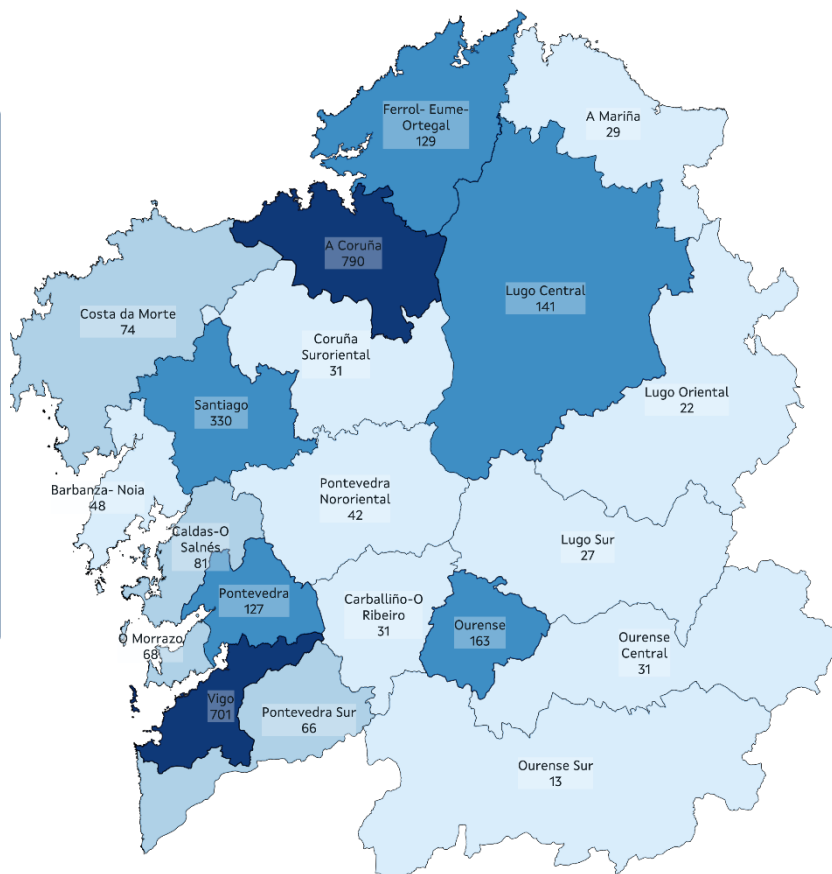 Ferrol- Eume-
Ortegal
129
A Mariña
29
A Coruña
790
Lugo Central
141
Costa da Morte
74
Coruña
Suroriental
31
Lugo Oriental
22
Santiago
330
Barbanza- Noia
48
Pontevedra
Nororiental
42
Caldas-O
Salnés
81
Lugo Sur
27
Pontevedra
127
Carballiño-O
Ribeiro
31
Ourense
163
O Morrazo
68
Ourense
Central
31
Vigo
701
Pontevedra Sur
66
Ourense Sur
13